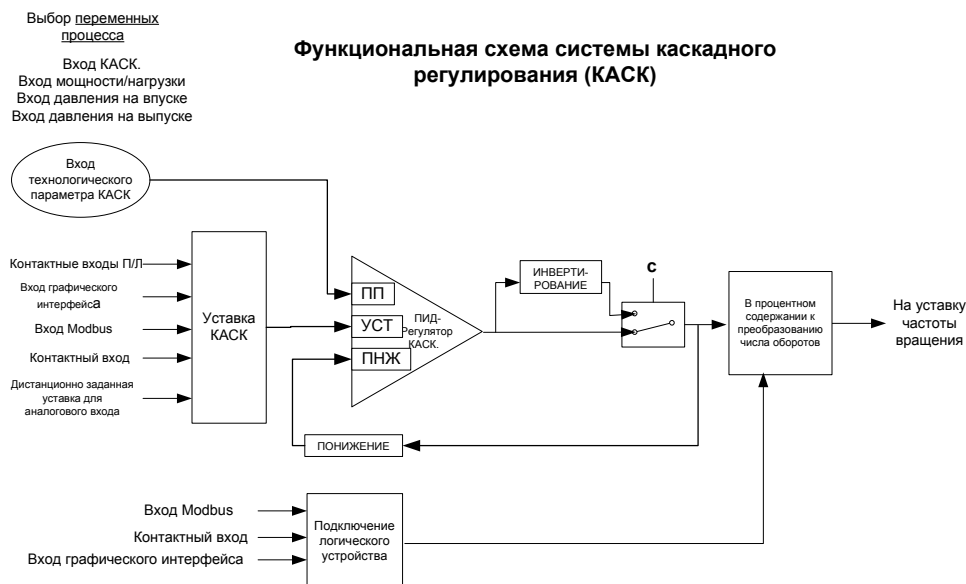 Выбор переменных
процесса
Вход КАСК.
Вход мощности/нагрузки
Вход давления на впуске
Вход давления на выпуске
Функциональная схема системы каскадного
регулирования (КАСК)
Вход
технологического
параметра КАСК
Контактные входы П/Л
Вход графического
интерфейса
Вход Modbus
Контактный вход
Дистанционно заданная
уставка для
аналогового входа
Уставка
КАСК
ПП
УСТ
ПНЖ
ПИД-
Регулятор
КАСК.
ИНВЕРТИ-
РОВАНИЕ
с
В процентном
содержании к
преобразованию
числа оборотов
На уставку
частоты
вращения
ПОНИЖЕНИЕ
Вход Modbus
Контактный вход
Вход графического интерфейса
Подключение
логического
устройства